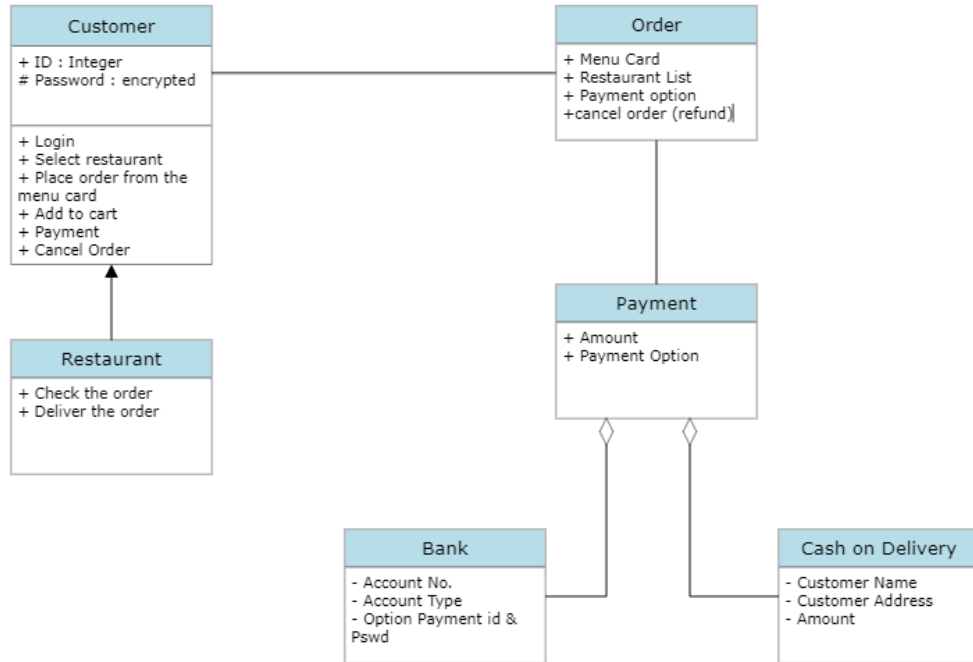 Customer
+ ID : Integer
# Password : encrypted
+ Login
+ Select restaurant
+ Place order from the
menu card
+ Add to cart
+ Payment
+ Cancel Order
Order
+ Menu Card
+ Restaurant List
+ Payment option
+cancel order (refund)
Restaurant
+ Check the order
+ Deliver the order
Payment
+ Amount
+ Payment Option
Bank
- Account No.
- Account Type
- Option Payment id &
Pswd
Cash on Delivery
- Customer Name
- Customer Address
- Amount